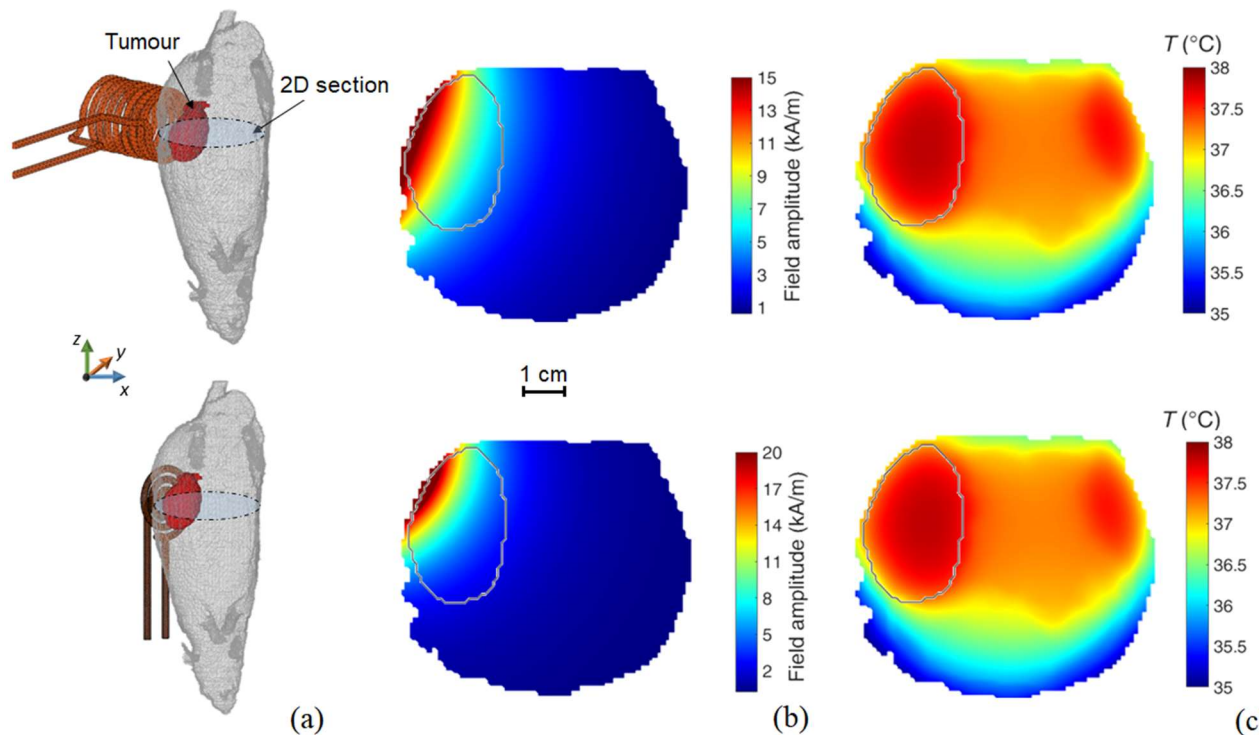 Tumour
2D section
z
y
x
(a)
15
13
11
9
7
5
3
1
Field amplitude (kA/m)
1 cm
20
17
14
11
8
5
2
Field amplitude (kA/m)
(b)
T (°C)
38
37.5
37
36.5
36
35.5
35
T (°C)
38
37.5
37
36.5
36
35.5
35
(c